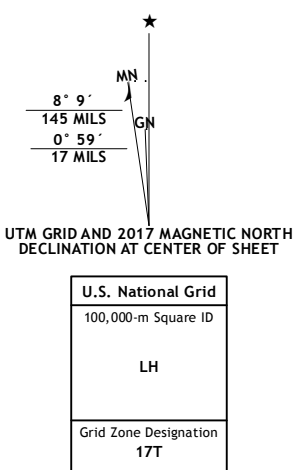 MN
8° 9´
145 MILS
GN
0° 59´
17 MILS
UTM GRID AND 2017 MAGNETIC NORTH
DECLINATION AT CENTER OF SHEET
U.S. National Grid
100,000-m Square ID
LH
Grid Zone Designation
17T